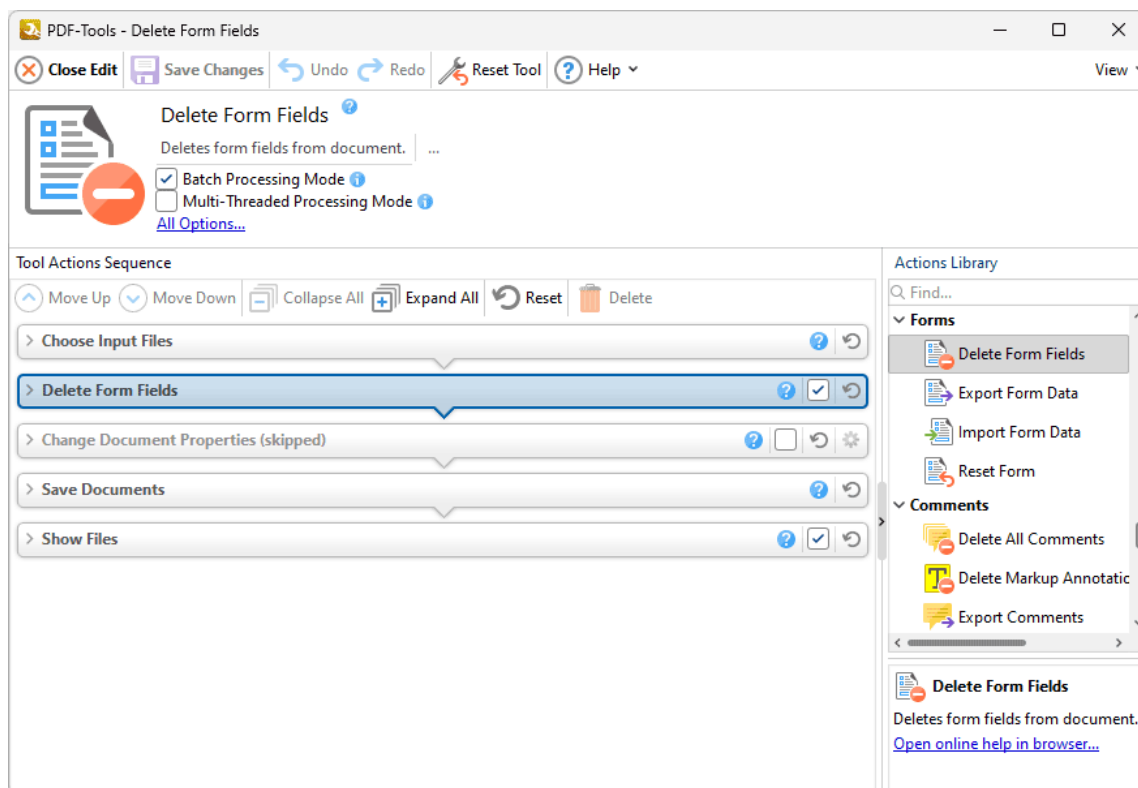 PDF-Tools - Delete Form Fields
Close Edit Save Changes Undo Redo Reset Tool ? Help View
Delete Form Fields ?
Deletes form fields from document. ...
Batch Processing Mode i
Multi-Threaded Processing Mode i
All Options...
Tool Actions Sequence
Move Up Move Down Collapse All Expand All Reset Delete
Choose Input Files ?
Delete Form Fields ?
Change Document Properties (skipped) ?
Save Documents ?
Show Files ?
Actions Library
Find...
Forms
Delete Form Fields
Export Form Data
Import Form Data
Reset Form
Comments
Delete All Comments
T Delete Markup Annotatic
Export Comments
Delete Form Fields
Deletes form fields from document.
Open online help in browser...